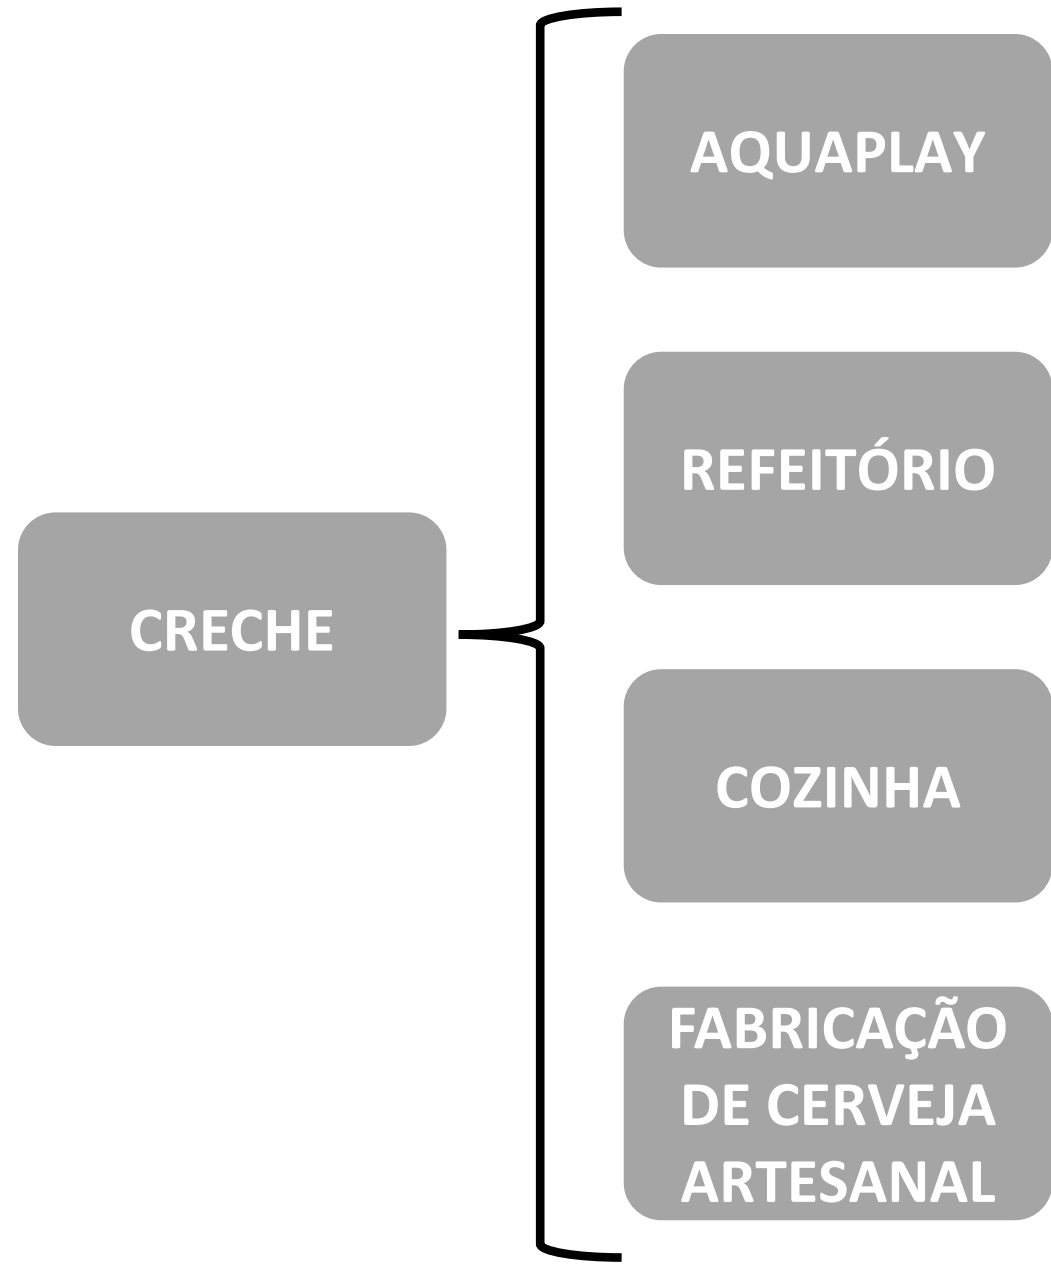 CRECHE
AQUAPLAY
REFEITÓRIO
COZINHA
FABRICAÇÃO
DE CERVEJA
ARTESANAL